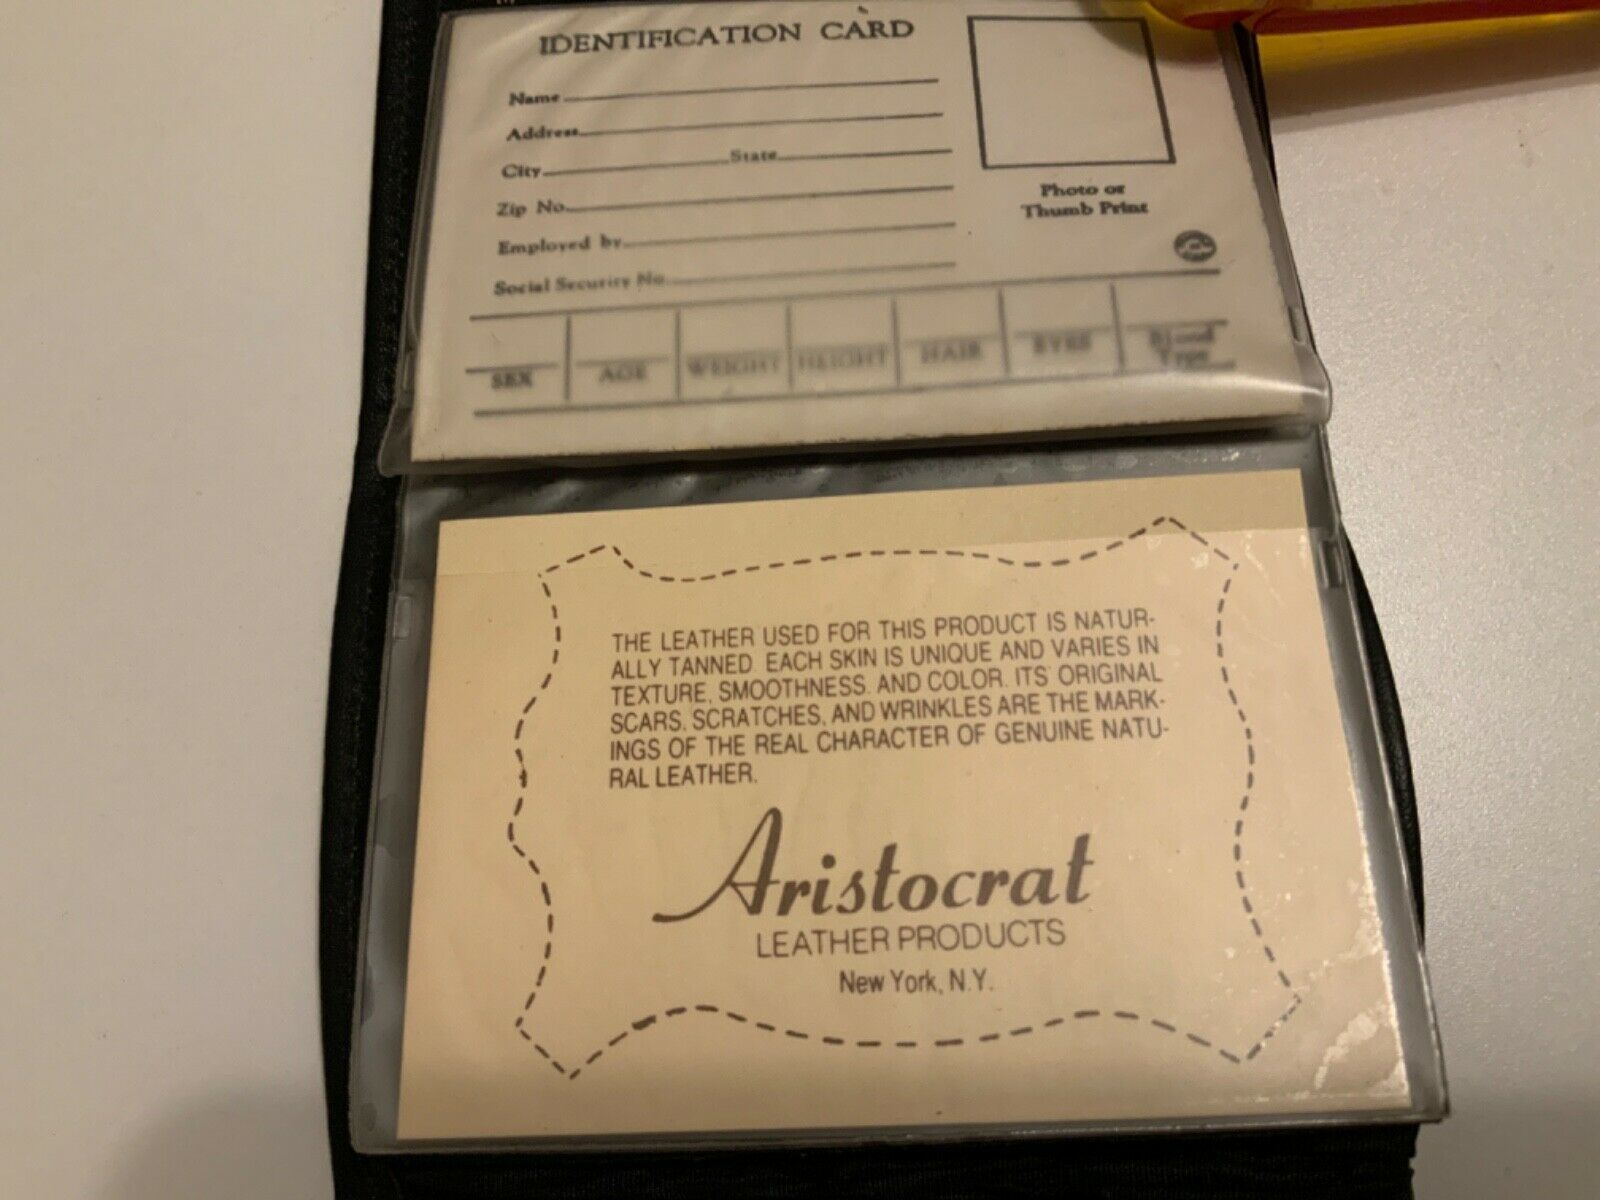 IDENTIFICATION CARD
Name
Address
City State
Zip No.
Employed by
Social Security No.
Photo or
Thumb Print
SEX AGE WEIGHT HEIGHT HAIR EYES Blood
Type
THE LEATHER USED FOR THIS PRODUCT IS NATUR-
ALLY TANNED. EACH SKIN IS UNIQUE AND VARIES IN
TEXTURE, SMOOTHNESS. AND COLOR. ITS' ORIGINAL
SCARS, SCRATCHES, AND WRINKLES ARE THE MARK-
INGS OF THE REAL CHARACTER OF GENUINE NATU-
RAL LEATHER.
Aristocrat
LEATHER PRODUCTS
New York, N.Y.